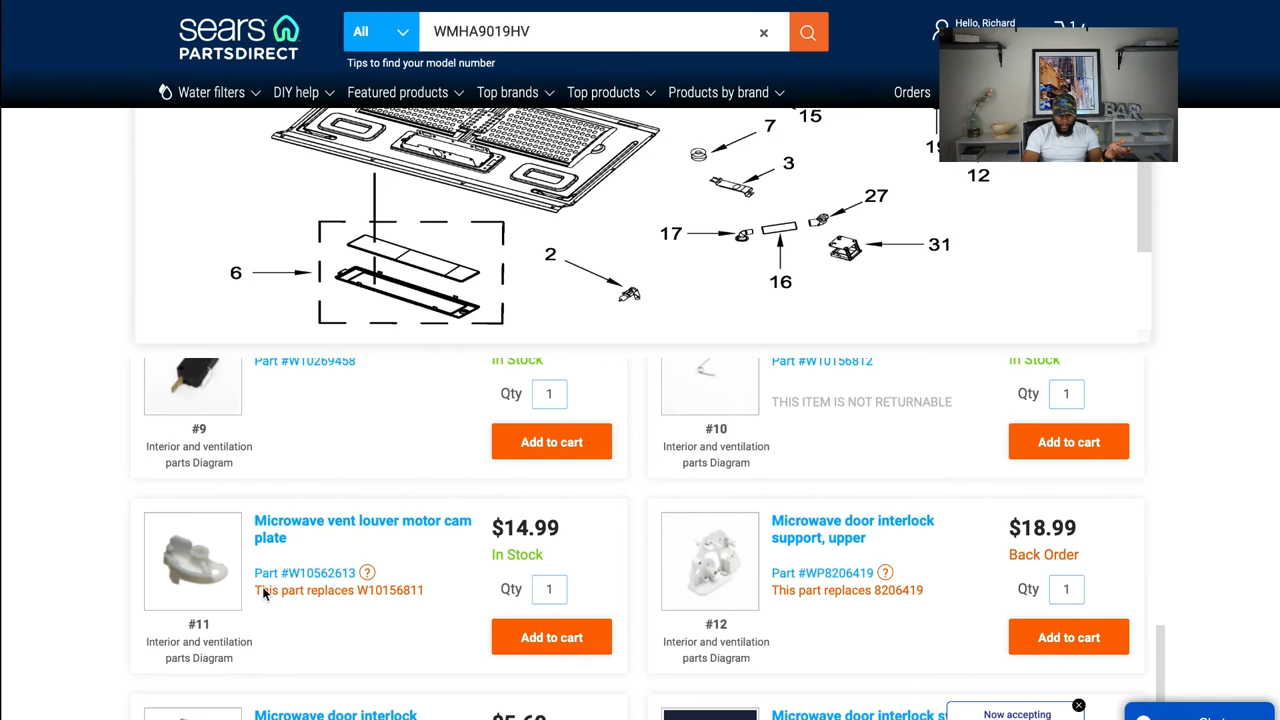 sears
PARTSDIRECT
All
WMHA9019HV
Tips to find your model number
Hello, Richard
Water filters
DIY help
Featured products
Top brands
Top products
Products by brand
Orders
BAR
15
7
3
12
27
17
31
16
6
2
Part #W10269458
In Stock
Qty 1
Add to cart
#9
Interior and ventilation
parts Diagram
Part #W10156812
In Stock
THIS ITEM IS NOT RETURNABLE
Qty 1
Add to cart
#10
Interior and ventilation
parts Diagram
Microwave vent louver motor cam
plate
$14.99
In Stock
Part #W10562613 ?
This part replaces W10156811
Qty 1
Add to cart
#11
Interior and ventilation
parts Diagram
Microwave door interlock
support, upper
$18.99
Back Order
Part #WP8206419 ?
This part replaces 8206419
Qty 1
Add to cart
#12
Interior and ventilation
parts Diagram
Microwave door interlock
Microwave door interlock
Now accepting